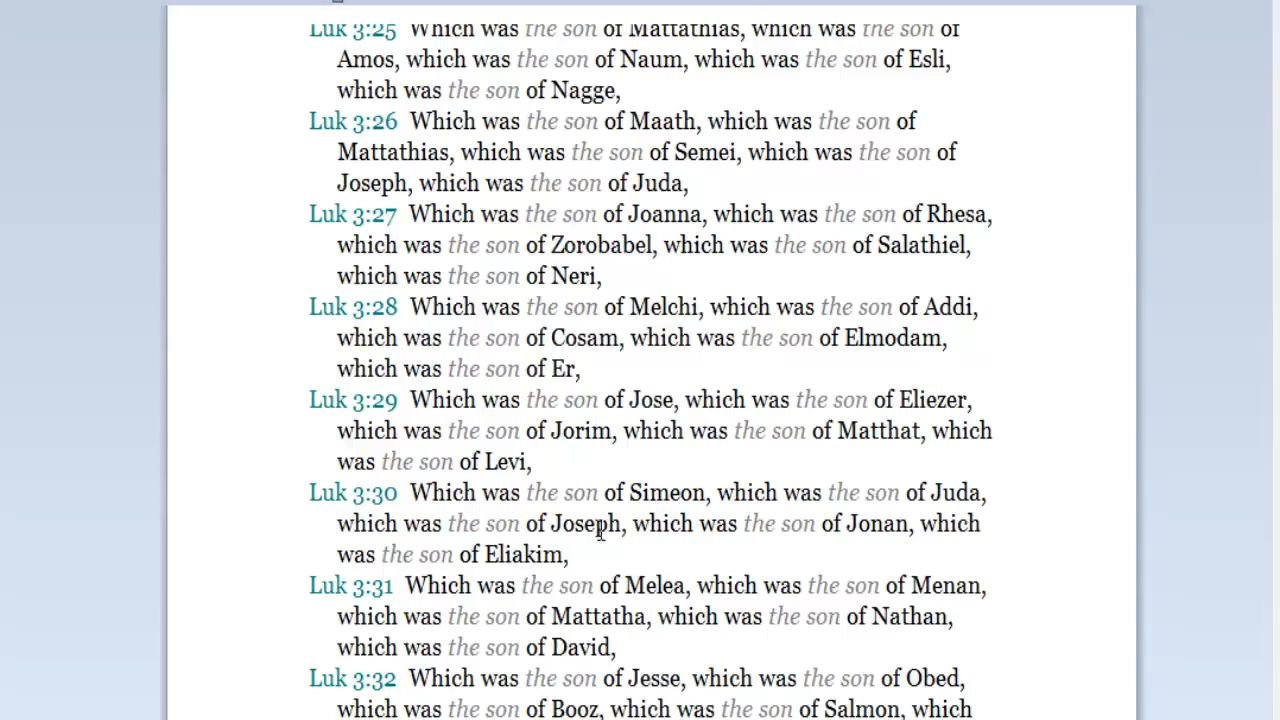 Luk 3:25 Which was the son of Mattathias, which was the son of
Amos, which was the son of Naum, which was the son of Esli,
which was the son of Nagge,
Luk 3:26 Which was the son of Maath, which was the son of
Mattathias, which was the son of Semei, which was the son of
Joseph, which was the son of Juda,
Luk 3:27 Which was the son of Joanna, which was the son of Rhesa,
which was the son of Zorobabel, which was the son of Salathiel,
which was the son of Neri,
Luk 3:28 Which was the son of Melchi, which was the son of Addi,
which was the son of Cosam, which was the son of Elmodam,
which was the son of Er,
Luk 3:29 Which was the son of Jose, which was the son of Eliezer,
which was the son of Jorim, which was the son of Matthat, which
was the son of Levi,
Luk 3:30 Which was the son of Simeon, which was the son of Juda,
which was the son of Joseph, which was the son of Jonan, which
was the son of Eliakim,
Luk 3:31 Which was the son of Melea, which was the son of Menan,
which was the son of Mattatha, which was the son of Nathan,
which was the son of David,
Luk 3:32 Which was the son of Jesse, which was the son of Obed,
which was the son of Booz, which was the son of Salmon, which